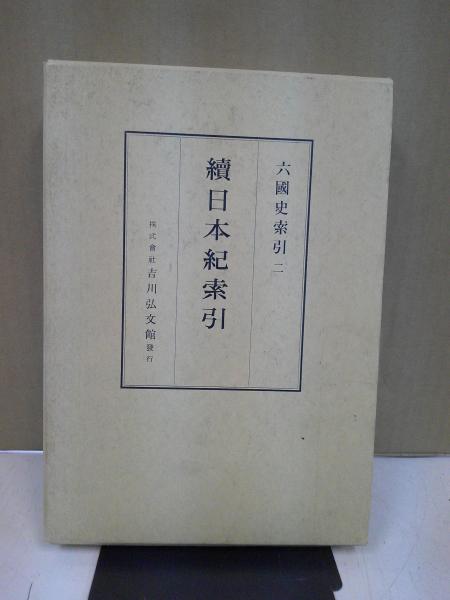 六國史索引 二
續日本紀索引
株式會社 吉川弘文館 發行